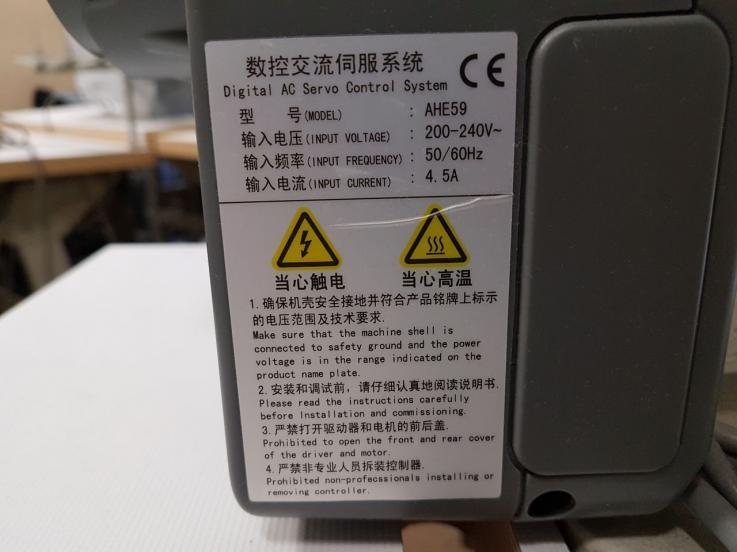 数控交流伺服系统
Digital AC Servo Control System CE
型 号(MODEL) : AHE59
输入电压(INPUT VOLTAGE) : 200-240V~
输入频率(INPUT FREQUENCY) : 50/60Hz
输入电流(INPUT CURRENT) : 4.5A
当心触电 当心高温
1.确保机壳安全接地并符合产品铭牌上标示
的电压范围及技术要求.
Make sure that the machine shell is
connected to safety ground and the power
voltage is in the range indicated on the
product name plate.
2.安装和调试前，请仔细认真地阅读说明书.
Please read the instructions carefully
before Installation and commissioning.
3.严禁打开驱动器和电机的前后盖.
Prohibited to open the front and rear cover
of the driver and motor.
4.严禁非专业人员拆装控制器.
Prohibited non-profecssionals installing or
removing controller.